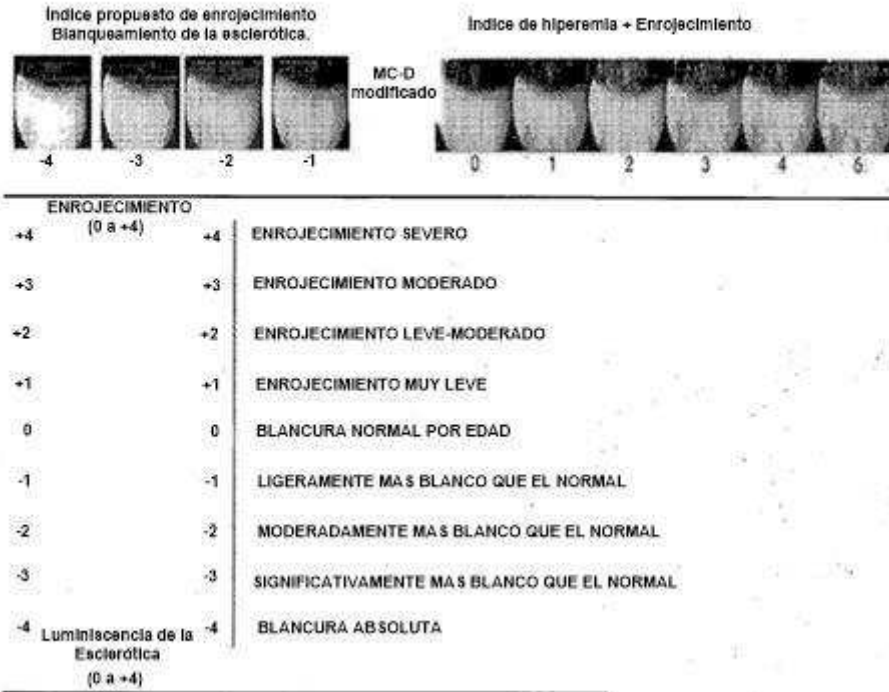 Índice propuesto de enrojecimiento
Blanqueamiento de la esclerótica.
Índice de hiperemia + Enrojecimiento
MC-D
modificado
-4 -3 -2 -1
0 1 2 3 4 5
ENROJECIMIENTO
(0 a +4)
+4 +4 ENROJECIMIENTO SEVERO
+3 +3 ENROJECIMIENTO MODERADO
+2 +2 ENROJECIMIENTO LEVE-MODERADO
+1 +1 ENROJECIMIENTO MUY LEVE
0 0 BLANCURA NORMAL POR EDAD
-1 -1 LIGERAMENTE MAS BLANCO QUE EL NORMAL
-2 -2 MODERADAMENTE MAS BLANCO QUE EL NORMAL
-3 -3 SIGNIFICATIVAMENTE MAS BLANCO QUE EL NORMAL
-4 -4 BLANCURA ABSOLUTA
Luminiscencia de la
Esclerótica
(0 a +4)